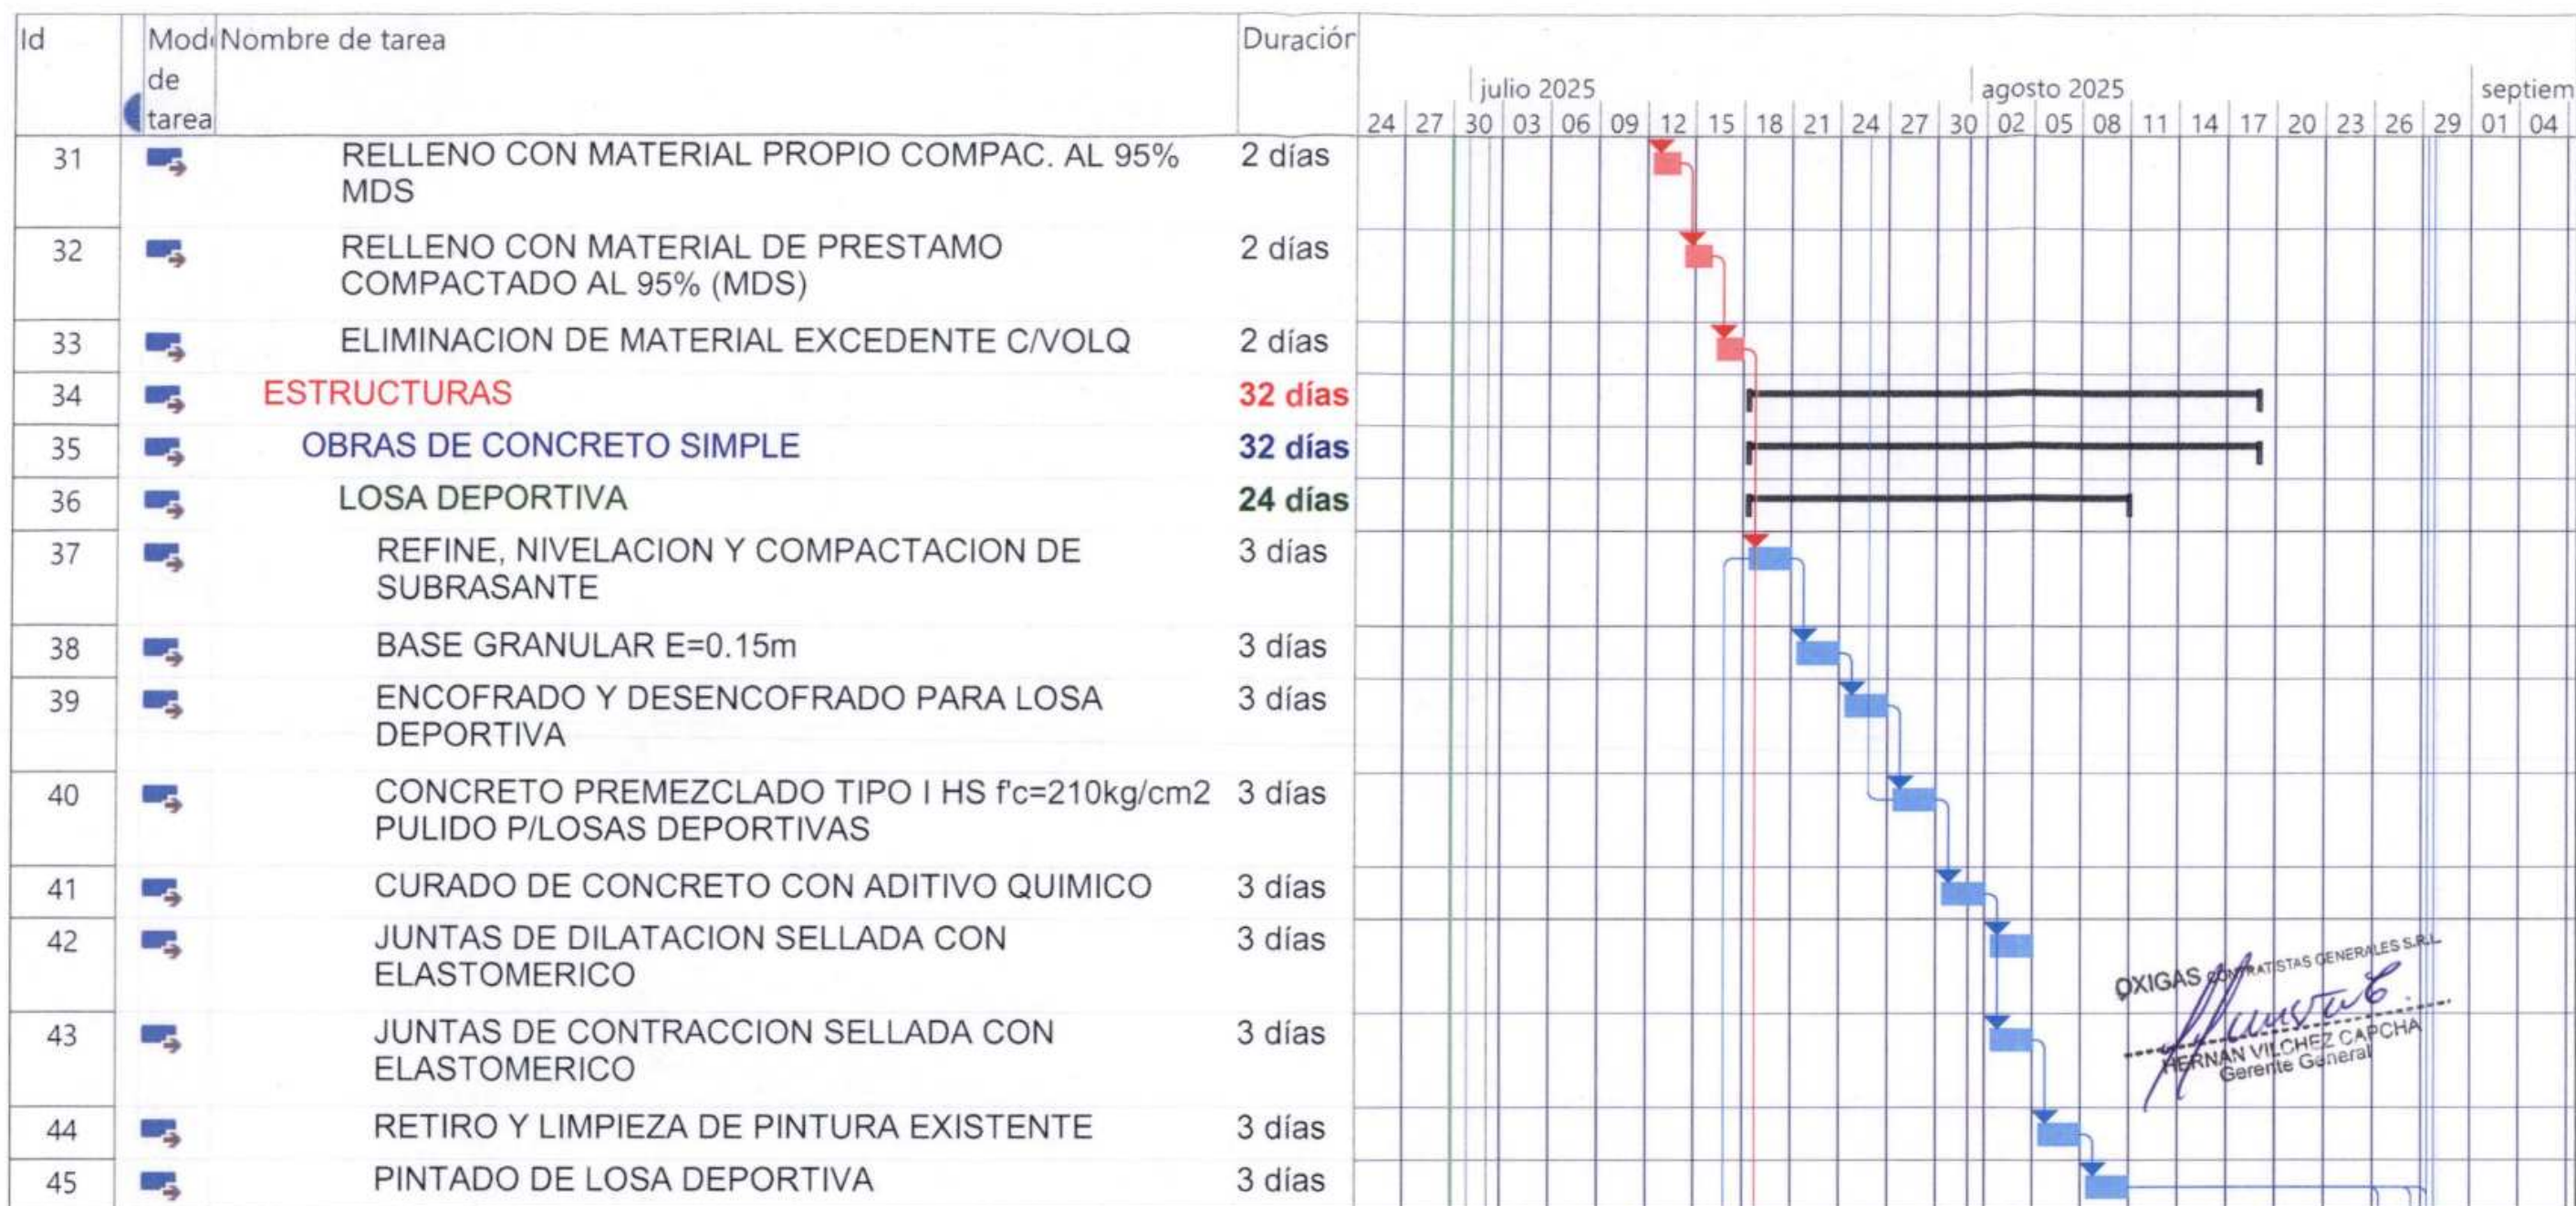 Id
Mod
de
tarea
Nombre de tarea
Duración
julio 2025
agosto 2025
septiem
24 27 30 03 06 09 12 15 18 21 24 27 30 02 05 08 11 14 17 20 23 26 29 01 04
31 RELLENO CON MATERIAL PROPIO COMPAC. AL 95% 2 días
MDS
32 RELLENO CON MATERIAL DE PRESTAMO 2 días
COMPACTADO AL 95% (MDS)
33 ELIMINACION DE MATERIAL EXCEDENTE C/VOLQ 2 días
34 ESTRUCTURAS 32 días
35 OBRAS DE CONCRETO SIMPLE 32 días
36 LOSA DEPORTIVA 24 días
37 REFINE, NIVELACION Y COMPACTACION DE 3 días
SUBRASANTE
38 BASE GRANULAR E=0.15m 3 días
39 ENCOFRADO Y DESENCOFRADO PARA LOSA 3 días
DEPORTIVA
40 CONCRETO PREMEZCLADO TIPO I HS f'c=210kg/cm2 3 días
PULIDO P/LOSAS DEPORTIVAS
41 CURADO DE CONCRETO CON ADITIVO QUIMICO 3 días
42 JUNTAS DE DILATACION SELLADA CON 3 días
ELASTOMERICO
43 JUNTAS DE CONTRACCION SELLADA CON 3 días
ELASTOMERICO
44 RETIRO Y LIMPIEZA DE PINTURA EXISTENTE 3 días
45 PINTADO DE LOSA DEPORTIVA 3 días
OXIGAS CONTRATISTAS GENERALES S.R.L.
HERNAN VILCHEZ CAPCHA
Gerente General